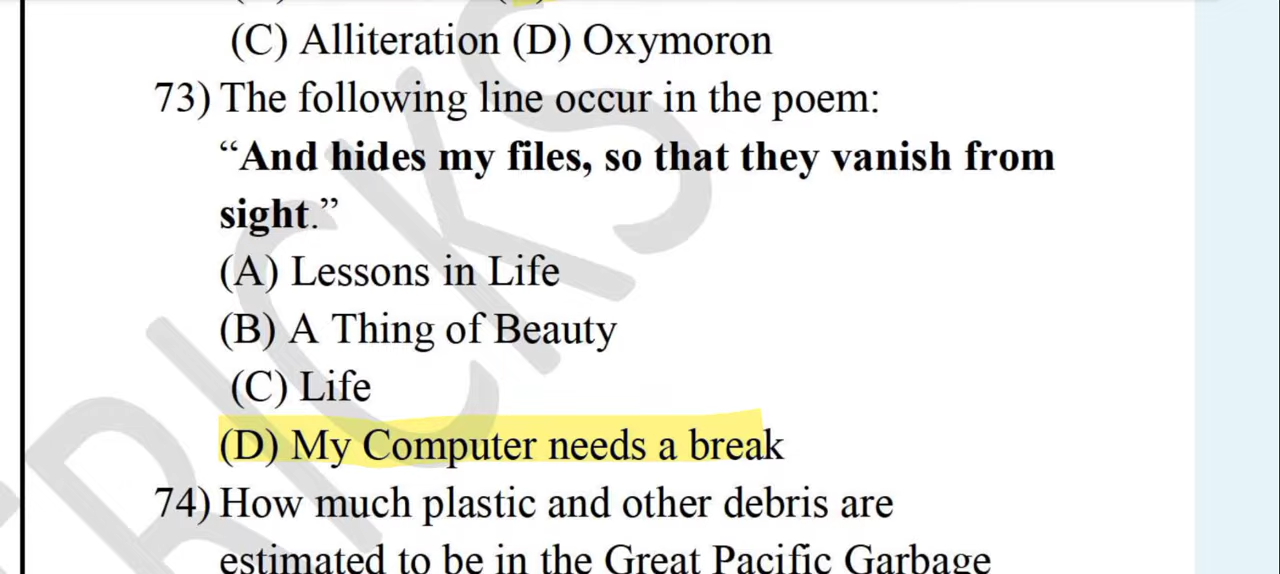 (C) Alliteration (D) Oxymoron
73) The following line occur in the poem:
“And hides my files, so that they vanish from
sight.”
(A) Lessons in Life
(B) A Thing of Beauty
(C) Life
(D) My Computer needs a break
74) How much plastic and other debris are
estimated to be in the Great Pacific Garbage